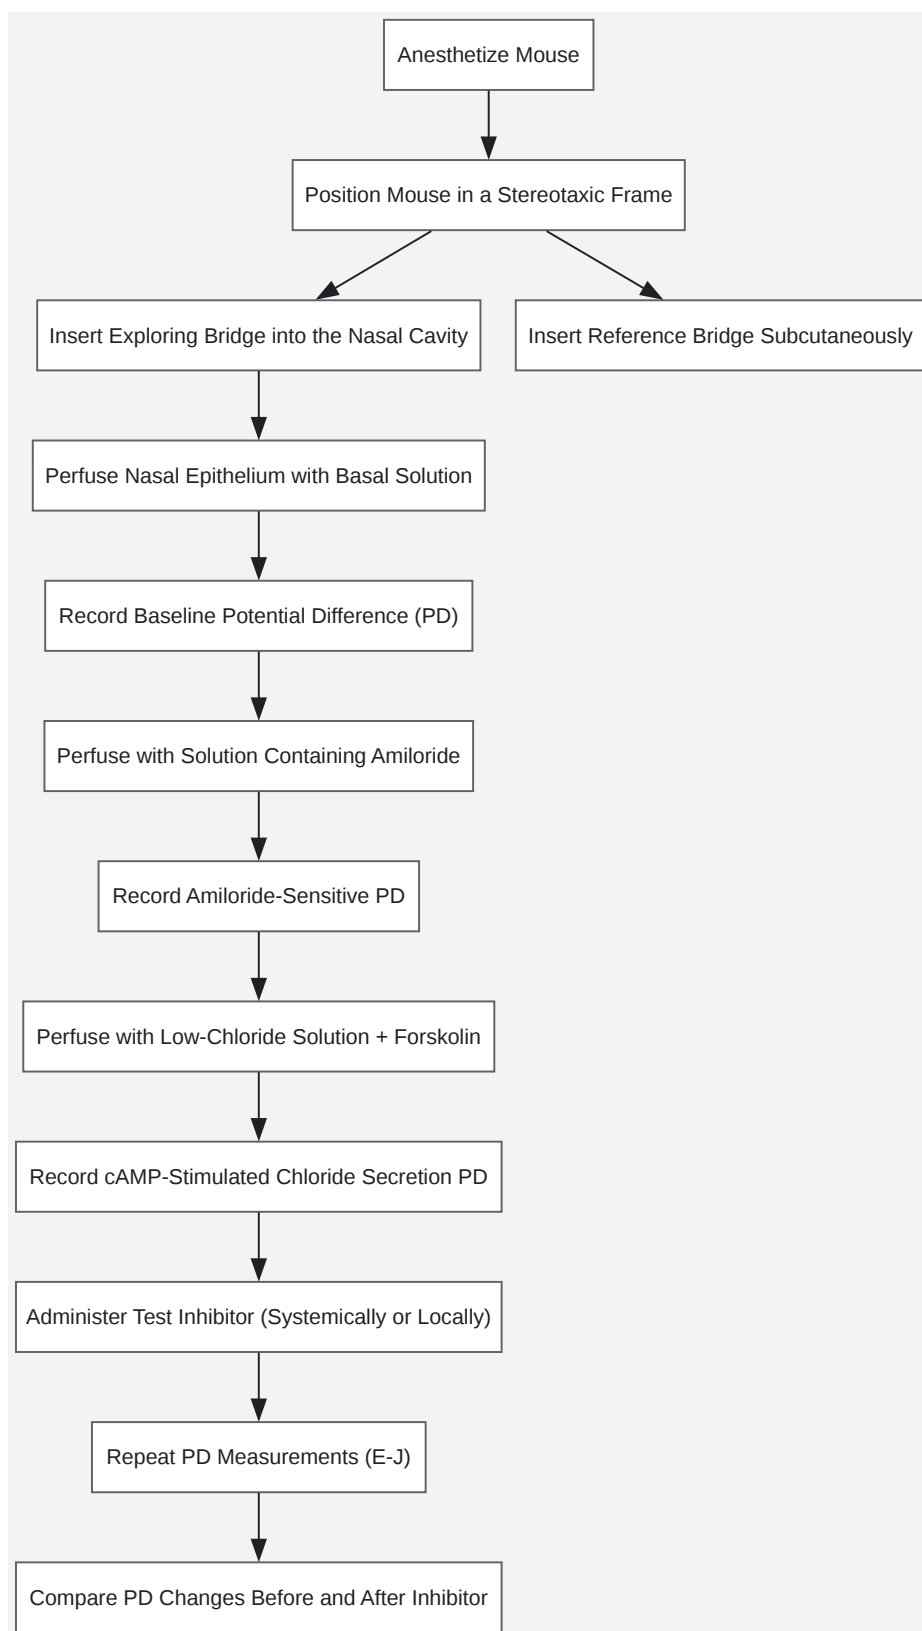 Anesthetize Mouse
Position Mouse in a Stereotaxic Frame
Insert Exploring Bridge into the Nasal Cavity
Insert Reference Bridge Subcutaneously
Perfuse Nasal Epithelium with Basal Solution
Record Baseline Potential Difference (PD)
Perfuse with Solution Containing Amiloride
Record Amiloride-Sensitive PD
Perfuse with Low-Chloride Solution + Forskolin
Record cAMP-Stimulated Chloride Secretion PD
Administer Test Inhibitor (Systemically or Locally)
Repeat PD Measurements (E-J)
Compare PD Changes Before and After Inhibitor